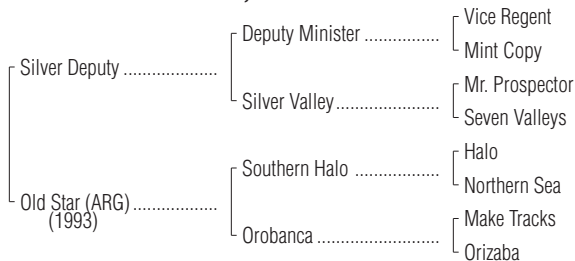 Vice Regent
Deputy Minister ................
Mint Copy
Silver Deputy ....................
Mr. Prospector
Silver Valley......................
Seven Valleys
Halo
Southern Halo ..................
Northern Sea
Old Star (ARG) ..................
(1993)
Make Tracks
Orobanca ..........................
Orizaba